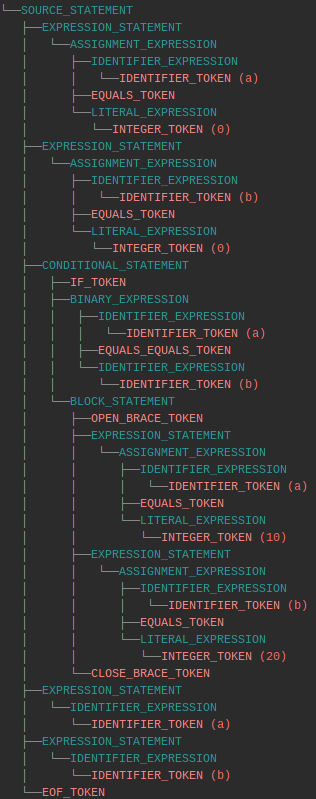 └──SOURCE_STATEMENT
   ├──EXPRESSION_STATEMENT
   │   └──ASSIGNMENT_EXPRESSION
   │      ├──IDENTIFIER_EXPRESSION
   │      │   └──IDENTIFIER_TOKEN (a)
   │      ├──EQUALS_TOKEN
   │      └──LITERAL_EXPRESSION
   │         └──INTEGER_TOKEN (0)
   ├──EXPRESSION_STATEMENT
   │   └──ASSIGNMENT_EXPRESSION
   │      ├──IDENTIFIER_EXPRESSION
   │      │   └──IDENTIFIER_TOKEN (b)
   │      ├──EQUALS_TOKEN
   │      └──LITERAL_EXPRESSION
   │         └──INTEGER_TOKEN (0)
   ├──CONDITIONAL_STATEMENT
   │   ├──IF_TOKEN
   │   ├──BINARY_EXPRESSION
   │   │   ├──IDENTIFIER_EXPRESSION
   │   │   │   └──IDENTIFIER_TOKEN (a)
   │   │   ├──EQUALS_EQUALS_TOKEN
   │   │   └──IDENTIFIER_EXPRESSION
   │   │      └──IDENTIFIER_TOKEN (b)
   │   └──BLOCK_STATEMENT
   │      ├──OPEN_BRACE_TOKEN
   │      ├──EXPRESSION_STATEMENT
   │      │   └──ASSIGNMENT_EXPRESSION
   │      │      ├──IDENTIFIER_EXPRESSION
   │      │      │   └──IDENTIFIER_TOKEN (a)
   │      │      ├──EQUALS_TOKEN
   │      │      └──LITERAL_EXPRESSION
   │      │         └──INTEGER_TOKEN (10)
   │      ├──EXPRESSION_STATEMENT
   │      │   └──ASSIGNMENT_EXPRESSION
   │      │      ├──IDENTIFIER_EXPRESSION
   │      │      │   └──IDENTIFIER_TOKEN (b)
   │      │      ├──EQUALS_TOKEN
   │      │      └──LITERAL_EXPRESSION
   │      │         └──INTEGER_TOKEN (20)
   │      └──CLOSE_BRACE_TOKEN
   ├──EXPRESSION_STATEMENT
   │   └──IDENTIFIER_EXPRESSION
   │      └──IDENTIFIER_TOKEN (a)
   ├──EXPRESSION_STATEMENT
   │   └──IDENTIFIER_EXPRESSION
   │      └──IDENTIFIER_TOKEN (b)
   └──EOF_TOKEN